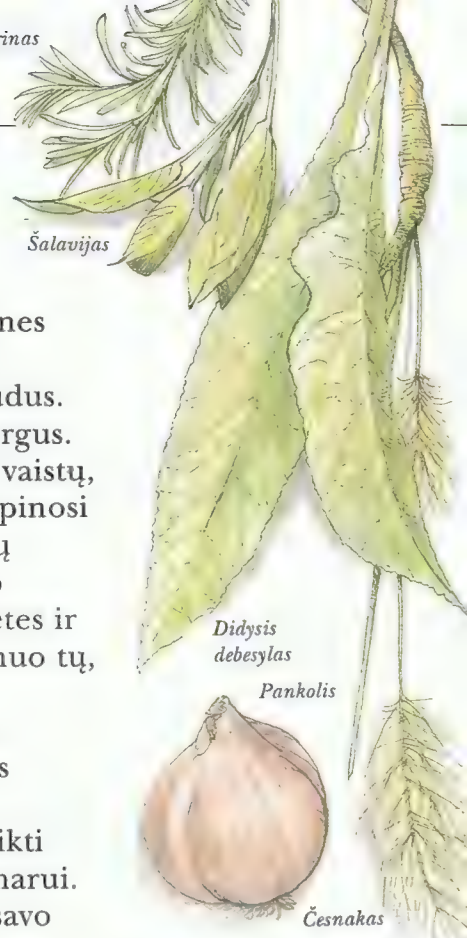 rinas
Šalavijas
nes
udus.
rgus.
vaistų,
pinosi
ų
o
etes ir
nuo tų,
Didysis
debesylas
Pankolis
s
ikti
narui.
savo
Česnakas